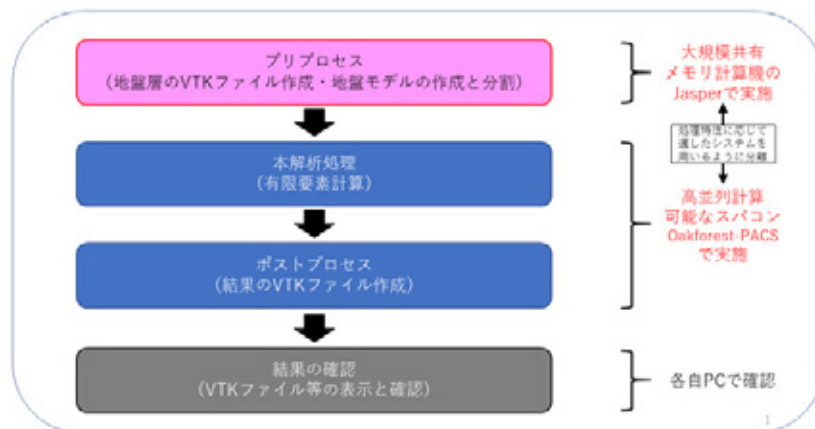 プリプロセス
(地盤層のVTKファイル作成・地盤モデルの作成と分割)
大規模共有
メモリ計算機の
Jasperで実施
処理特性に応じて
適したシステムを
用いるように分離
本解析処理
(有限要素計算)
高並列計算
可能なスパコン
Oakforest-PACS
で実施
ポストプロセス
(結果のVTKファイル作成)
結果の確認
(VTKファイル等の表示と確認)
各自PCで確認
1